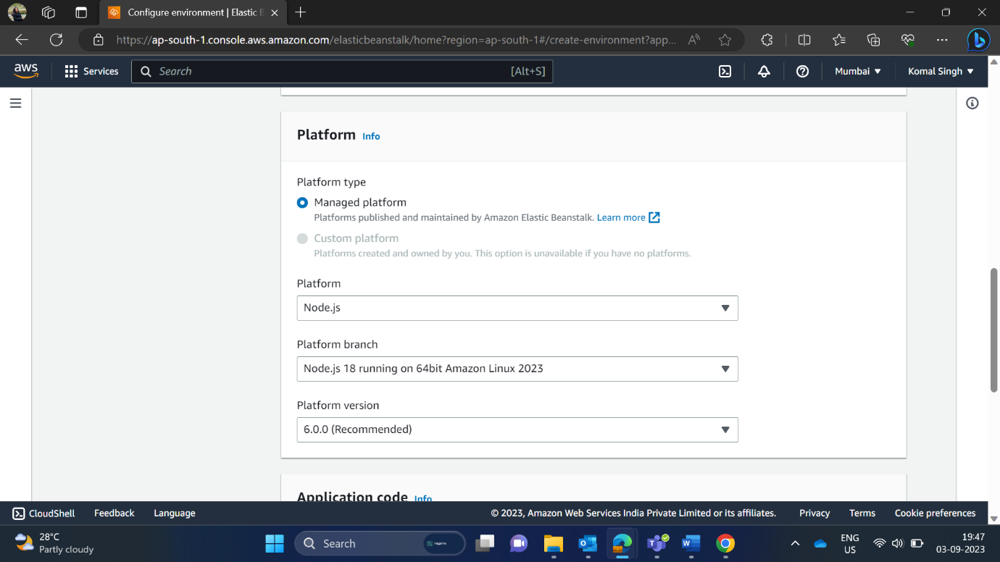 Configure environment | Elastic B
https://ap-south-1.console.aws.amazon.com/elasticbeanstalk/home?region=ap-south-1#/create-environment?app...
aws
Services
Search
[Alt+S]
Mumbai
Komal Singh
Platform Info
Platform type
Managed platform
Platforms published and maintained by Amazon Elastic Beanstalk. Learn more
Custom platform
Platforms created and owned by you. This option is unavailable if you have no platforms.
Platform
Node.js
Platform branch
Node.js 18 running on 64bit Amazon Linux 2023
Platform version
6.0.0 (Recommended)
Application code Info
CloudShell
Feedback
Language
© 2023, Amazon Web Services India Private Limited or its affiliates.
Privacy
Terms
Cookie preferences
28°C
Partly cloudy
Search
ENG
US
19:47
03-09-2023